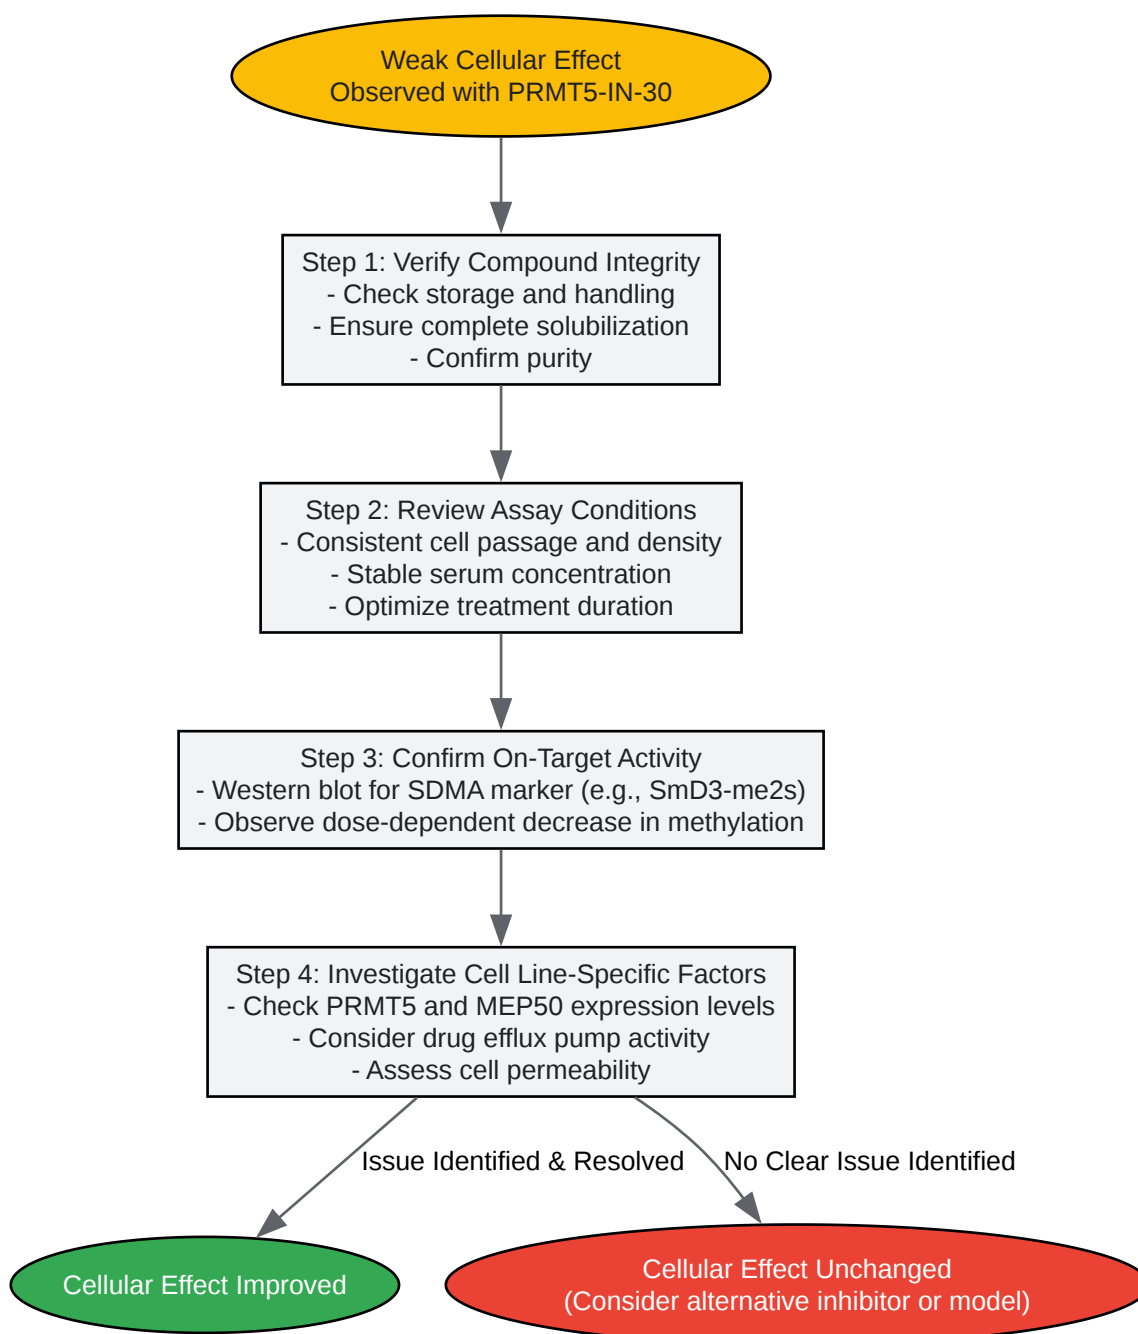 Weak Cellular Effect
Observed with PRMT5-IN-30
Step 1: Verify Compound Integrity
- Check storage and handling
- Ensure complete solubilization
- Confirm purity
Step 2: Review Assay Conditions
- Consistent cell passage and density
- Stable serum concentration
- Optimize treatment duration
Step 3: Confirm On-Target Activity
- Western blot for SDMA marker (e.g., SmD3-me2s)
- Observe dose-dependent decrease in methylation
Step 4: Investigate Cell Line-Specific Factors
- Check PRMT5 and MEP50 expression levels
- Consider drug efflux pump activity
- Assess cell permeability
Issue Identified & Resolved
No Clear Issue Identified
Cellular Effect Improved
Cellular Effect Unchanged
(Consider alternative inhibitor or model)